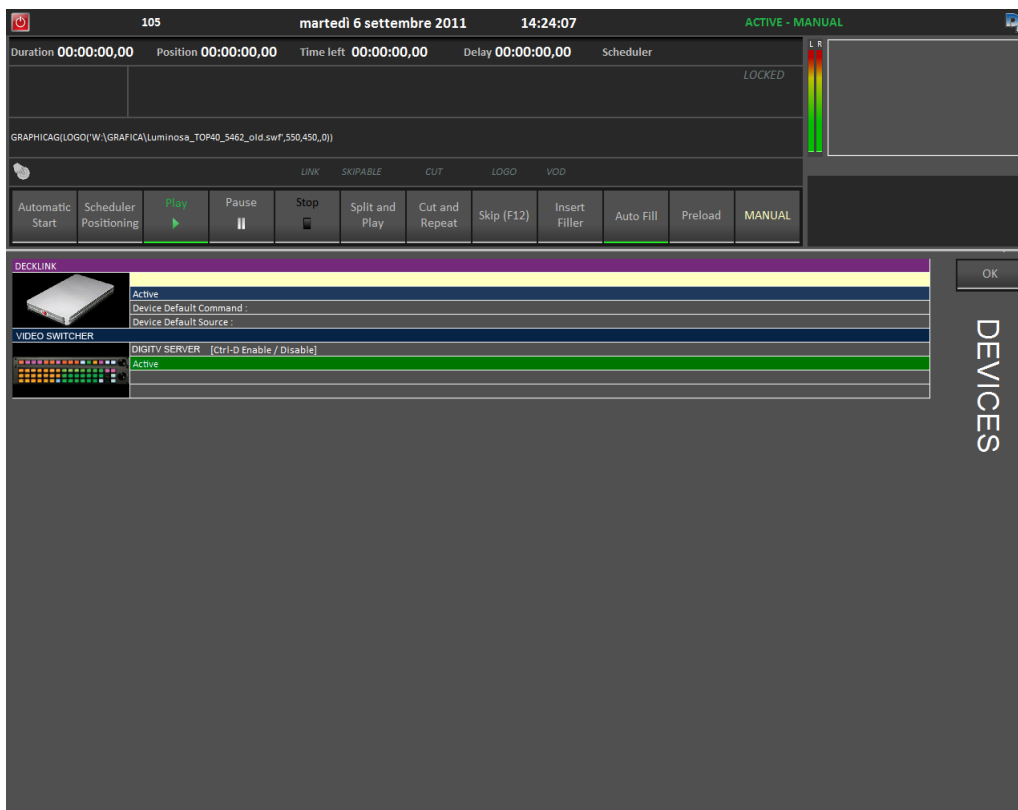 105 martedì 6 settembre 2011 14:24:07 ACTIVE - MANUAL
Duration 00:00:00,00 Position 00:00:00,00 Time left 00:00:00,00 Delay 00:00:00,00 Scheduler
L R
LOCKED
GRAPHICAG(LOGO('W:\GRAFICA\Luminosa_TOP40_5462_old.swf',550,450,,0))
LINK SKIPABLE CUT LOGO VOD
Automatic Start
Scheduler Positioning
Play
Pause
Stop
Split and Play
Cut and Repeat
Skip (F12)
Insert Filler
Auto Fill
Preload
MANUAL
DECKLINK
OK
Active
Device Default Command :
Device Default Source :
VIDEO SWITCHER
DIGITV SERVER [Ctrl-D Enable / Disable]
Active
DEVICES